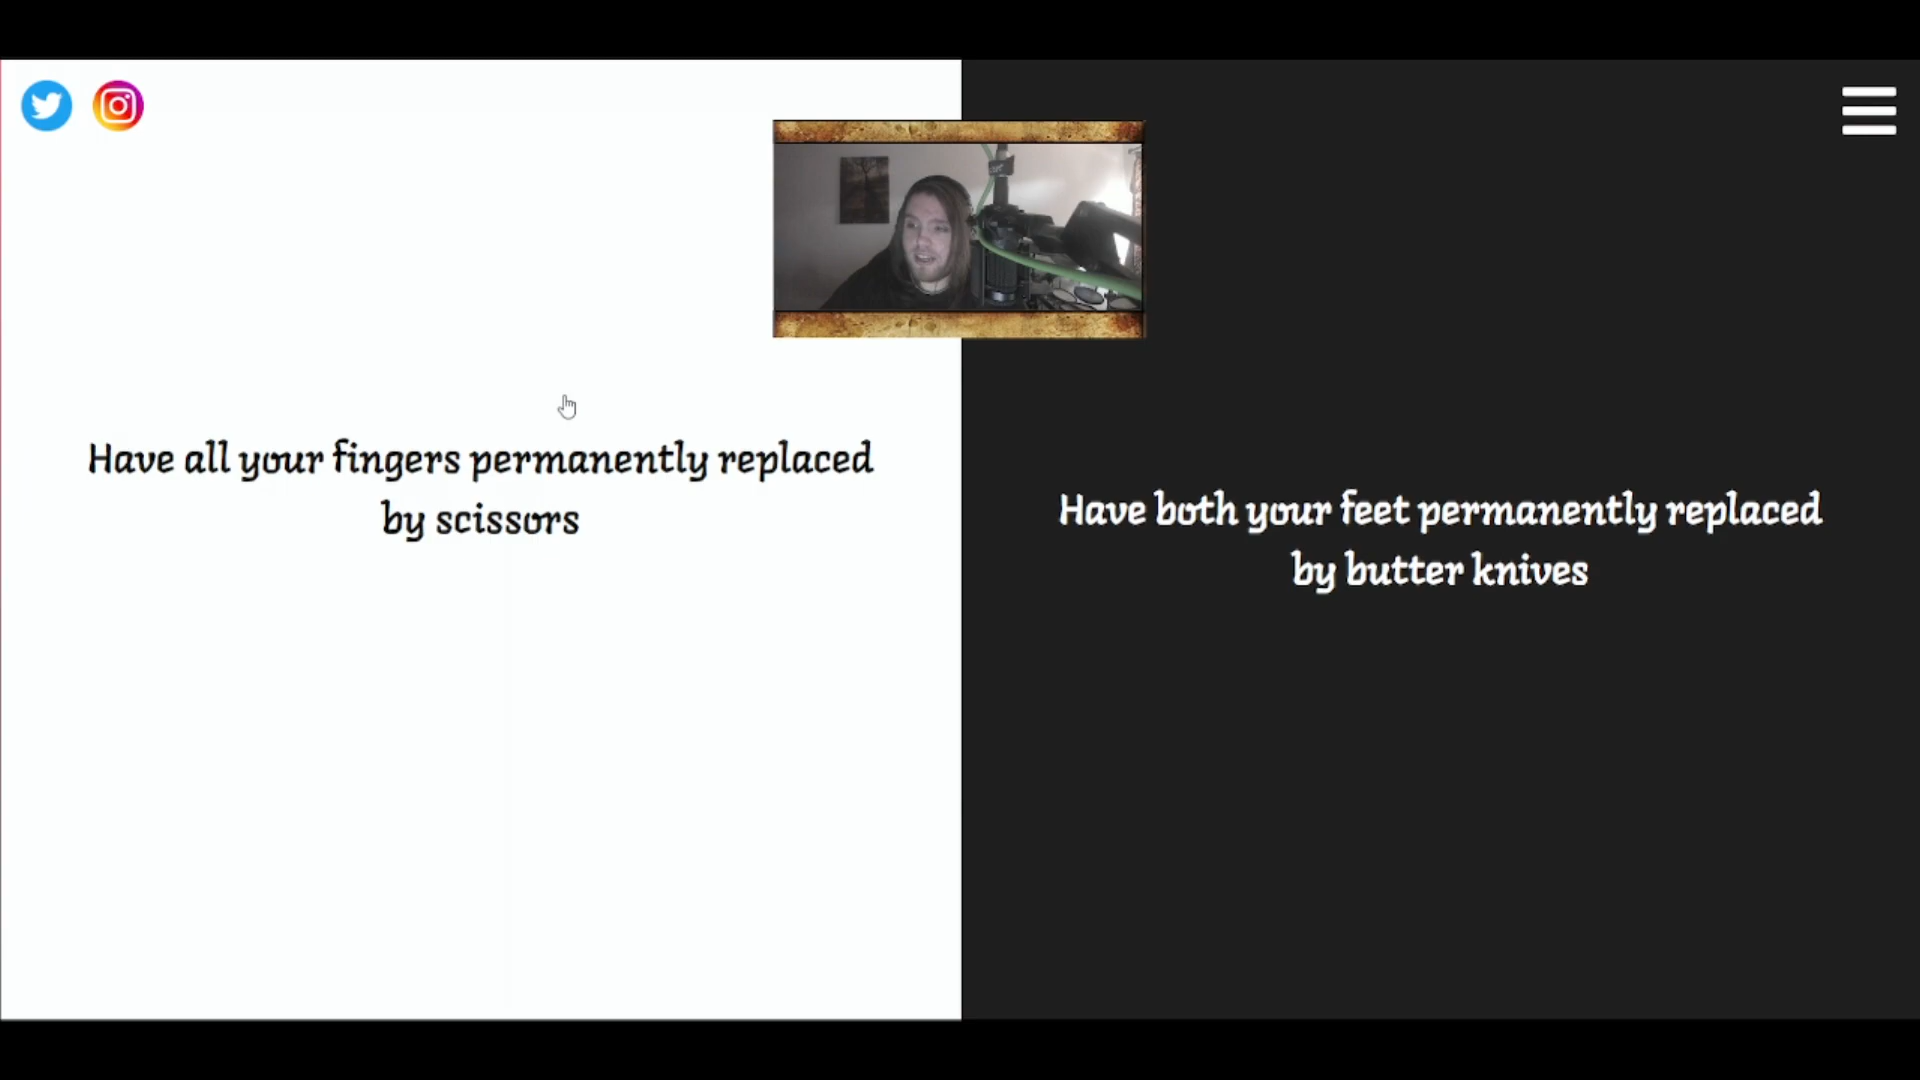 Have all your fingers permanently replaced
by scissors
Have both your feet permanently replaced
by butter knives